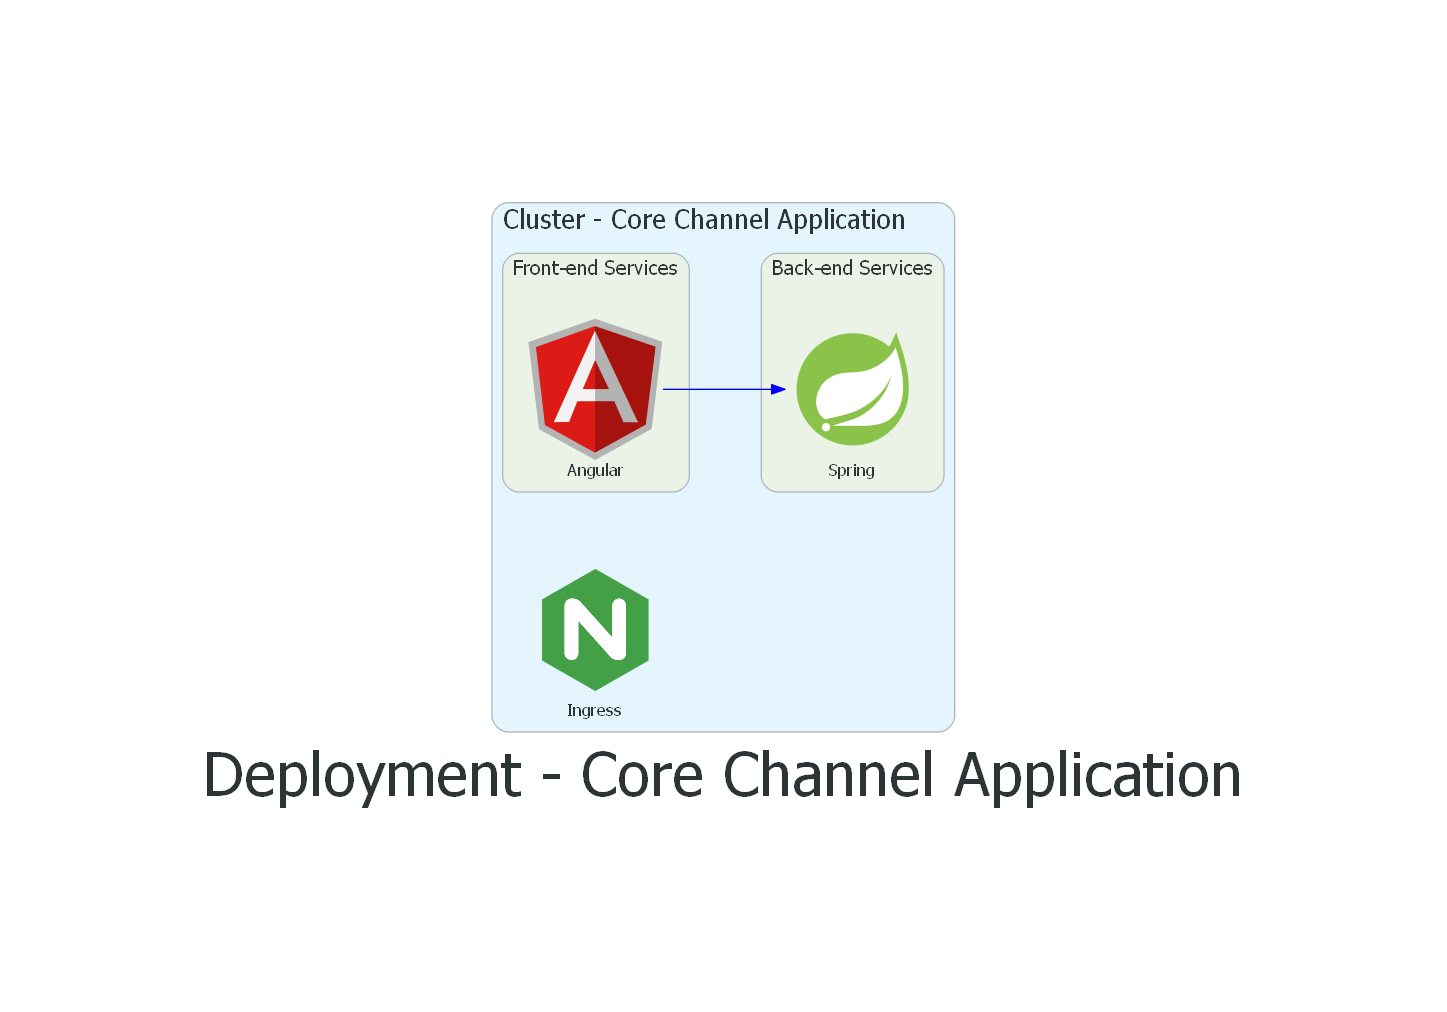 Cluster - Core Channel Application
Front-end Services
Back-end Services
Angular
Spring
Ingress
Deployment - Core Channel Application